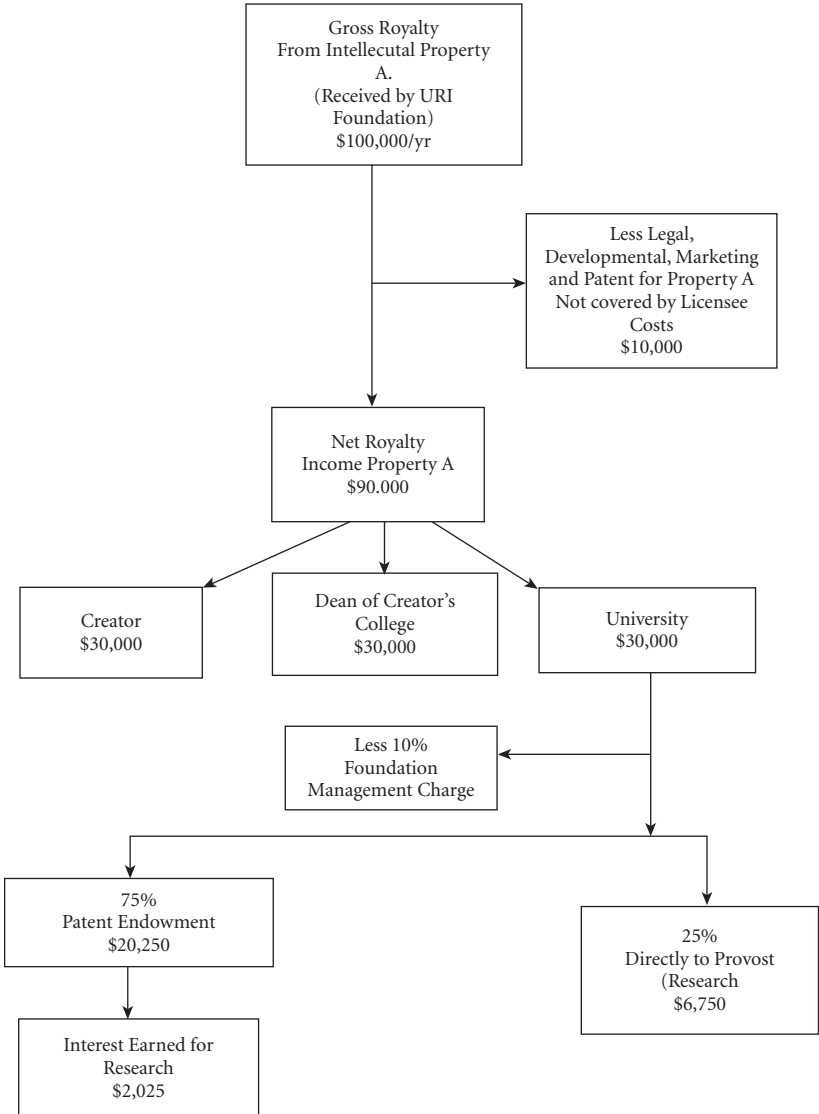 Gross Royalty
From Intellecutal Property
A.
(Received by URI
Foundation)
$100,000/yr
Less Legal,
Developmental, Marketing
and Patent for Property A
Not covered by Licensee
Costs
$10,000
Net Royalty
Income Property A
$90.000
Creator
$30,000
Dean of Creator’s
College
$30,000
University
$30,000
Less 10%
Foundation
Management Charge
75%
Patent Endowment
$20,250
25%
Directly to Provost
(Research
$6,750
Interest Earned for
Research
$2,025